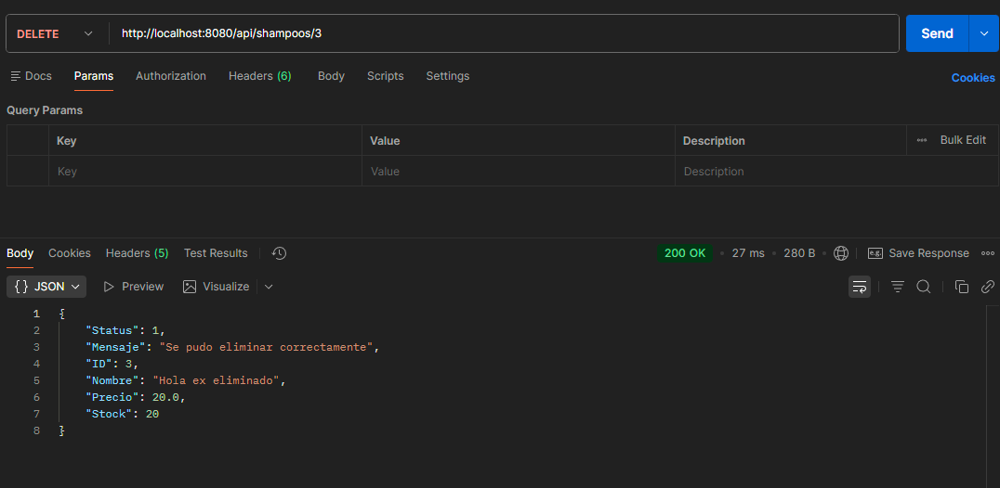 DELETE http://localhost:8080/api/shampoos/3 Send
Docs Params Authorization Headers (6) Body Scripts Settings Cookies
Query Params
Key Value Description ••• Bulk Edit
Key Value Description
Body Cookies Headers (5) Test Results 200 OK • 27 ms • 280 B • e.g. Save Response •••
{} JSON Preview Visualize
1 {
2 "Status": 1,
3 "Mensaje": "Se pudo eliminar correctamente",
4 "ID": 3,
5 "Nombre": "Hola ex eliminado",
6 "Precio": 20.0,
7 "Stock": 20
8 }